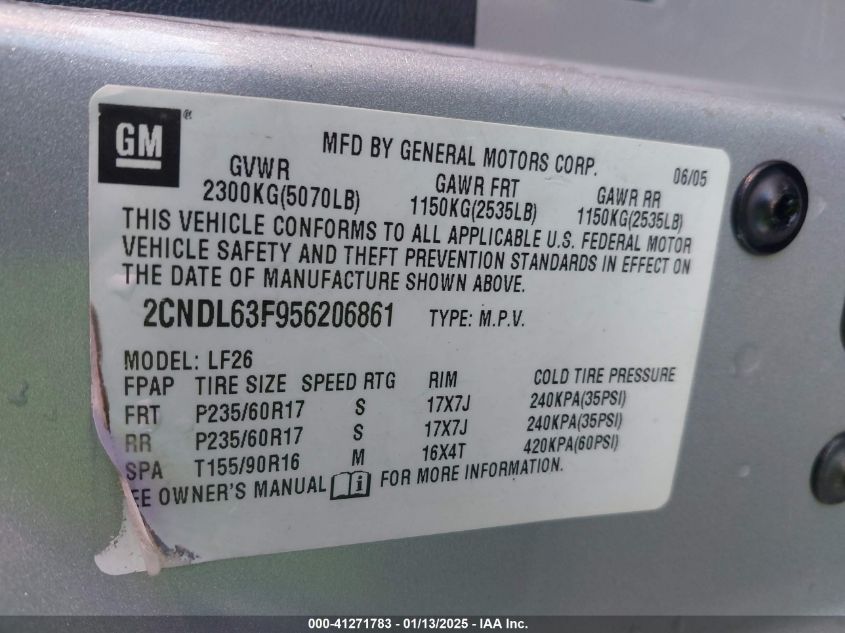 GM®
MFD BY GENERAL MOTORS CORP. 06/05
GVWR GAWR FRT GAWR RR
2300KG(5070LB) 1150KG(2535LB) 1150KG(2535LB)
THIS VEHICLE CONFORMS TO ALL APPLICABLE U.S. FEDERAL MOTOR
VEHICLE SAFETY AND THEFT PREVENTION STANDARDS IN EFFECT ON
THE DATE OF MANUFACTURE SHOWN ABOVE.
2CNDL63F956206861 TYPE: M.P.V.
MODEL: LF26
FPAP TIRE SIZE SPEED RTG RIM COLD TIRE PRESSURE
FRT P235/60R17 S 17X7J 240KPA(35PSI)
RR P235/60R17 S 17X7J 240KPA(35PSI)
SPA T155/90R16 M 16X4T 420KPA(60PSI)
EE OWNER'S MANUAL i FOR MORE INFORMATION.
000-41271783 - 01/13/2025 - IAA Inc.